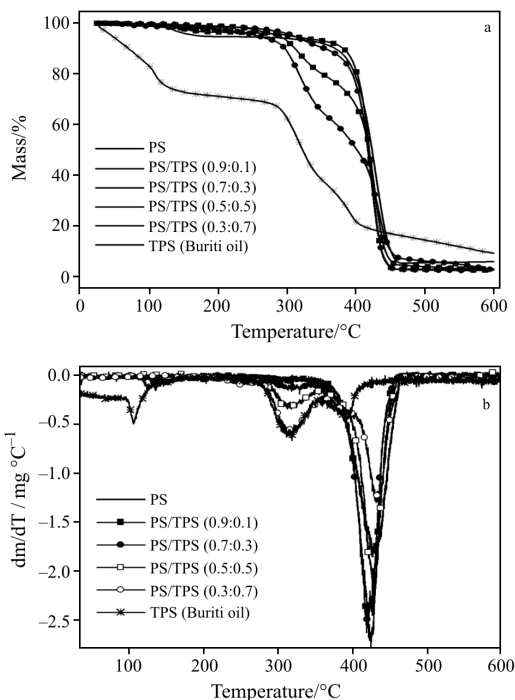 a
100
80
60
40
20
0
Mass/%
PS
PS/TPS (0.9:0.1)
PS/TPS (0.7:0.3)
PS/TPS (0.5:0.5)
PS/TPS (0.3:0.7)
TPS (Buriti oil)
0 100 200 300 400 500 600
Temperature/°C
b
0.0
–0.5
–1.0
–1.5
–2.0
–2.5
dm/dT / mg °C⁻¹
PS
PS/TPS (0.9:0.1)
PS/TPS (0.7:0.3)
PS/TPS (0.5:0.5)
PS/TPS (0.3:0.7)
TPS (Buriti oil)
100 200 300 400 500 600
Temperature/°C